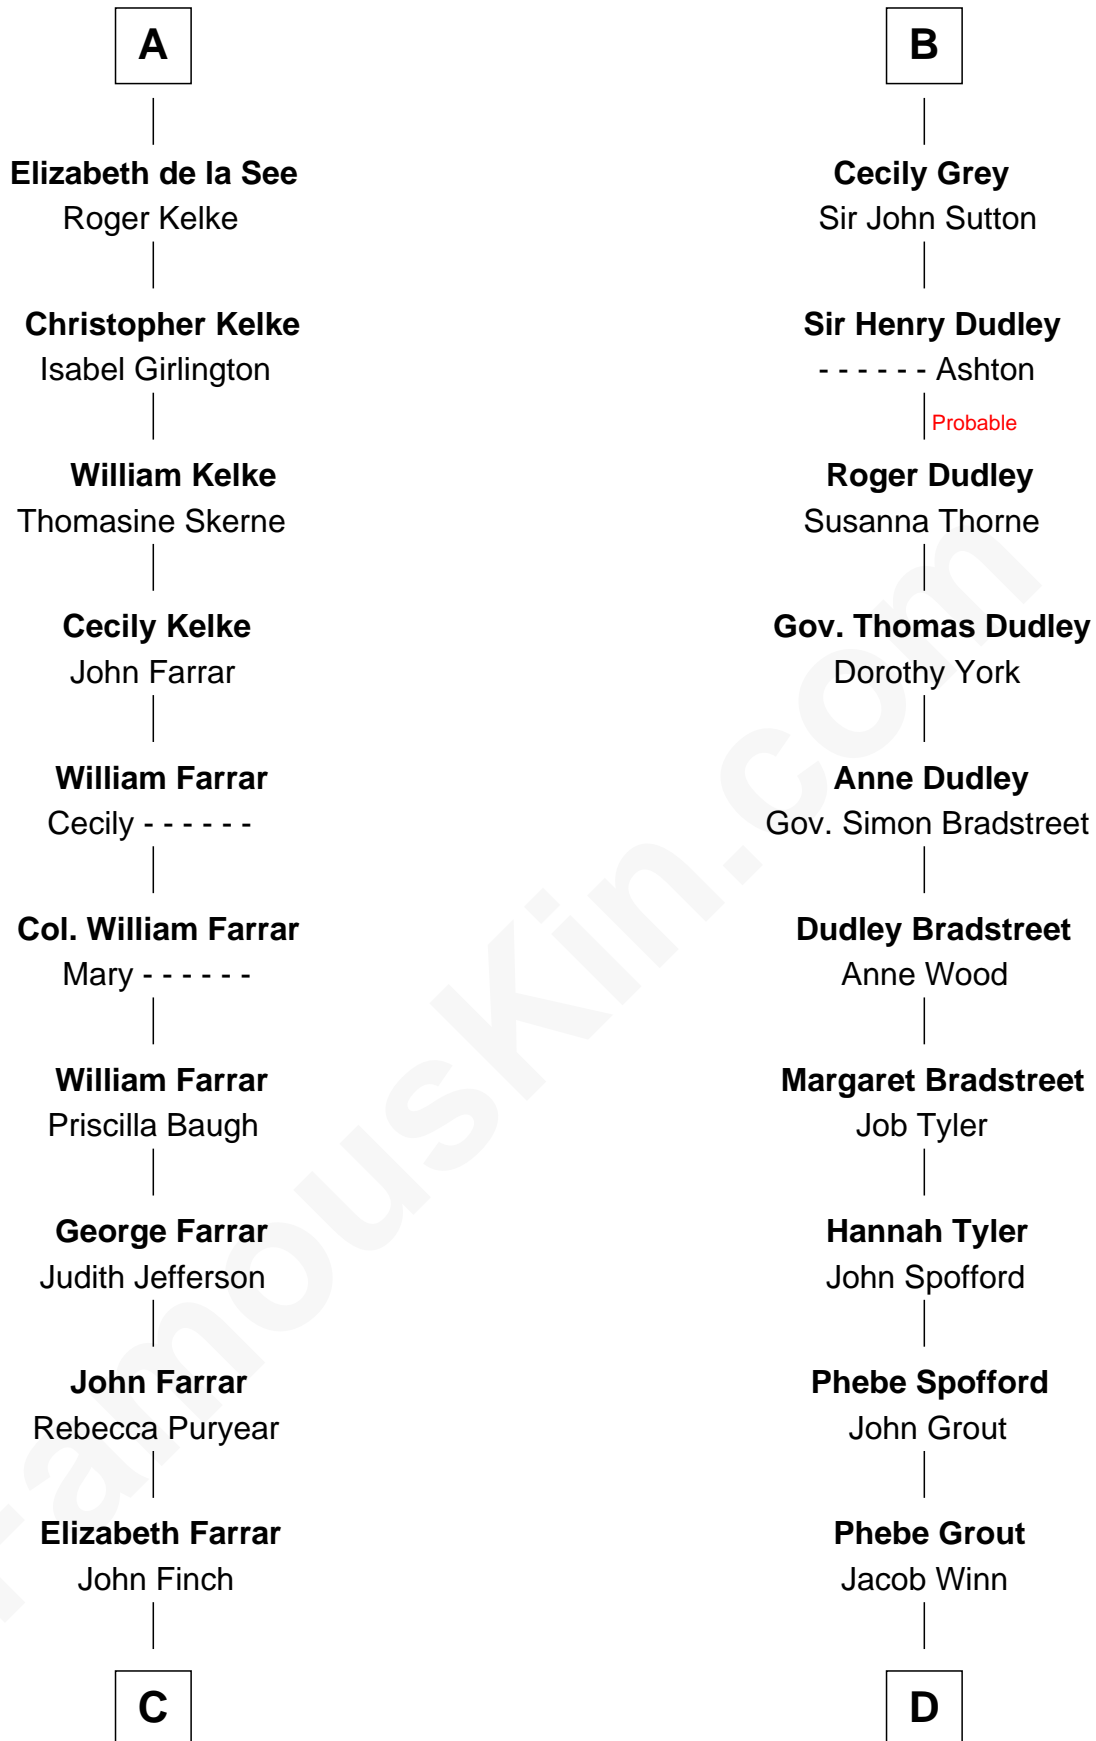 A
Elizabeth de la See
Roger Kelke
Christopher Kelke
Isabel Girlington
William Kelke
Thomasine Skerne
Cecily Kelke
John Farrar
William Farrar
Cecily - - - - - -
Col. William Farrar
Mary - - - - - -
William Farrar
Priscilla Baugh
George Farrar
Judith Jefferson
John Farrar
Rebecca Puryear
Elizabeth Farrar
John Finch
C
B
Cecily Grey
Sir John Sutton
Sir Henry Dudley
- - - - - - Ashton
Probable
Roger Dudley
Susanna Thorne
Gov. Thomas Dudley
Dorothy York
Anne Dudley
Gov. Simon Bradstreet
Dudley Bradstreet
Anne Wood
Margaret Bradstreet
Job Tyler
Hannah Tyler
John Spofford
Phebe Spofford
John Grout
Phebe Grout
Jacob Winn
D
FamousKin.com